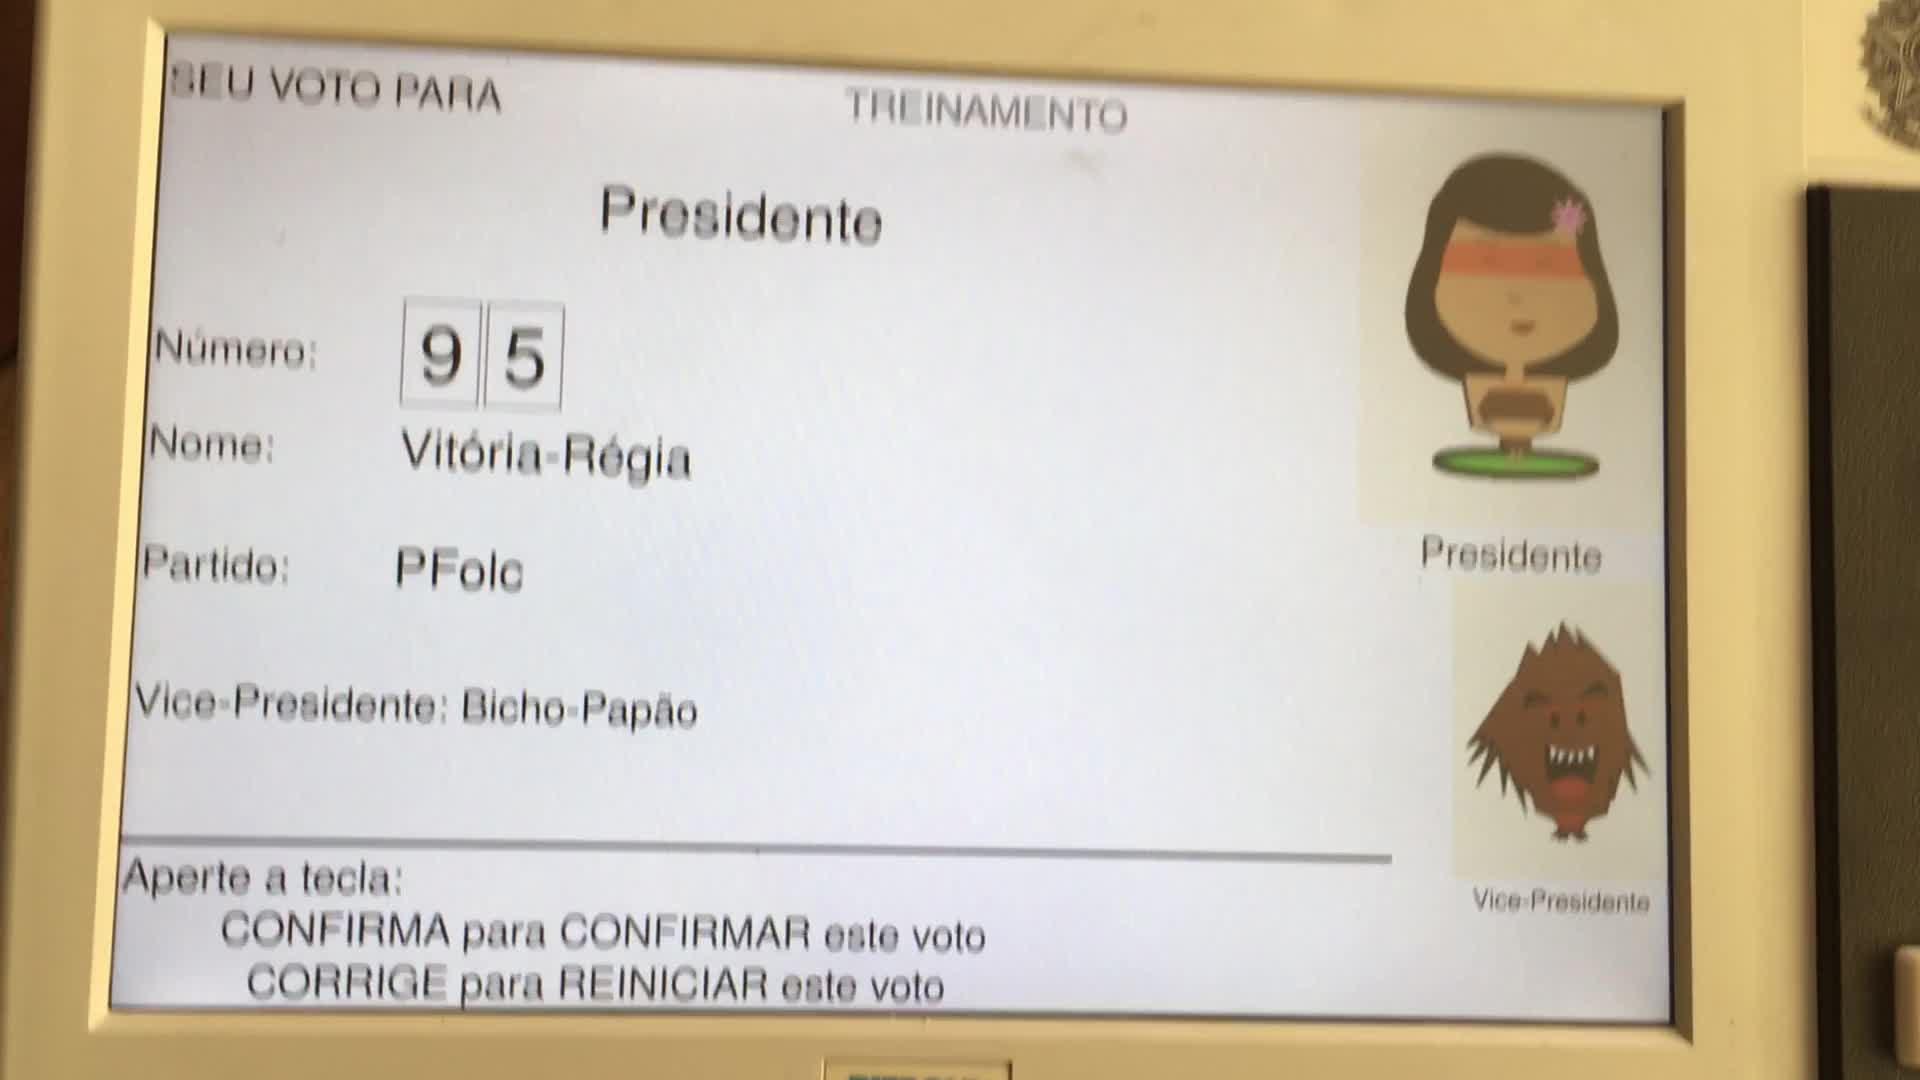 SEU VOTO PARA
TREINAMENTO
Presidente
Número: 9 5
Nome: Vitória-Régia
Partido: PFolc
Presidente
Vice-Presidente: Bicho-Papão
Vice-Presidente
Aperte a tecla:
CONFIRMA para CONFIRMAR este voto
CORRIGE para REINICIAR este voto